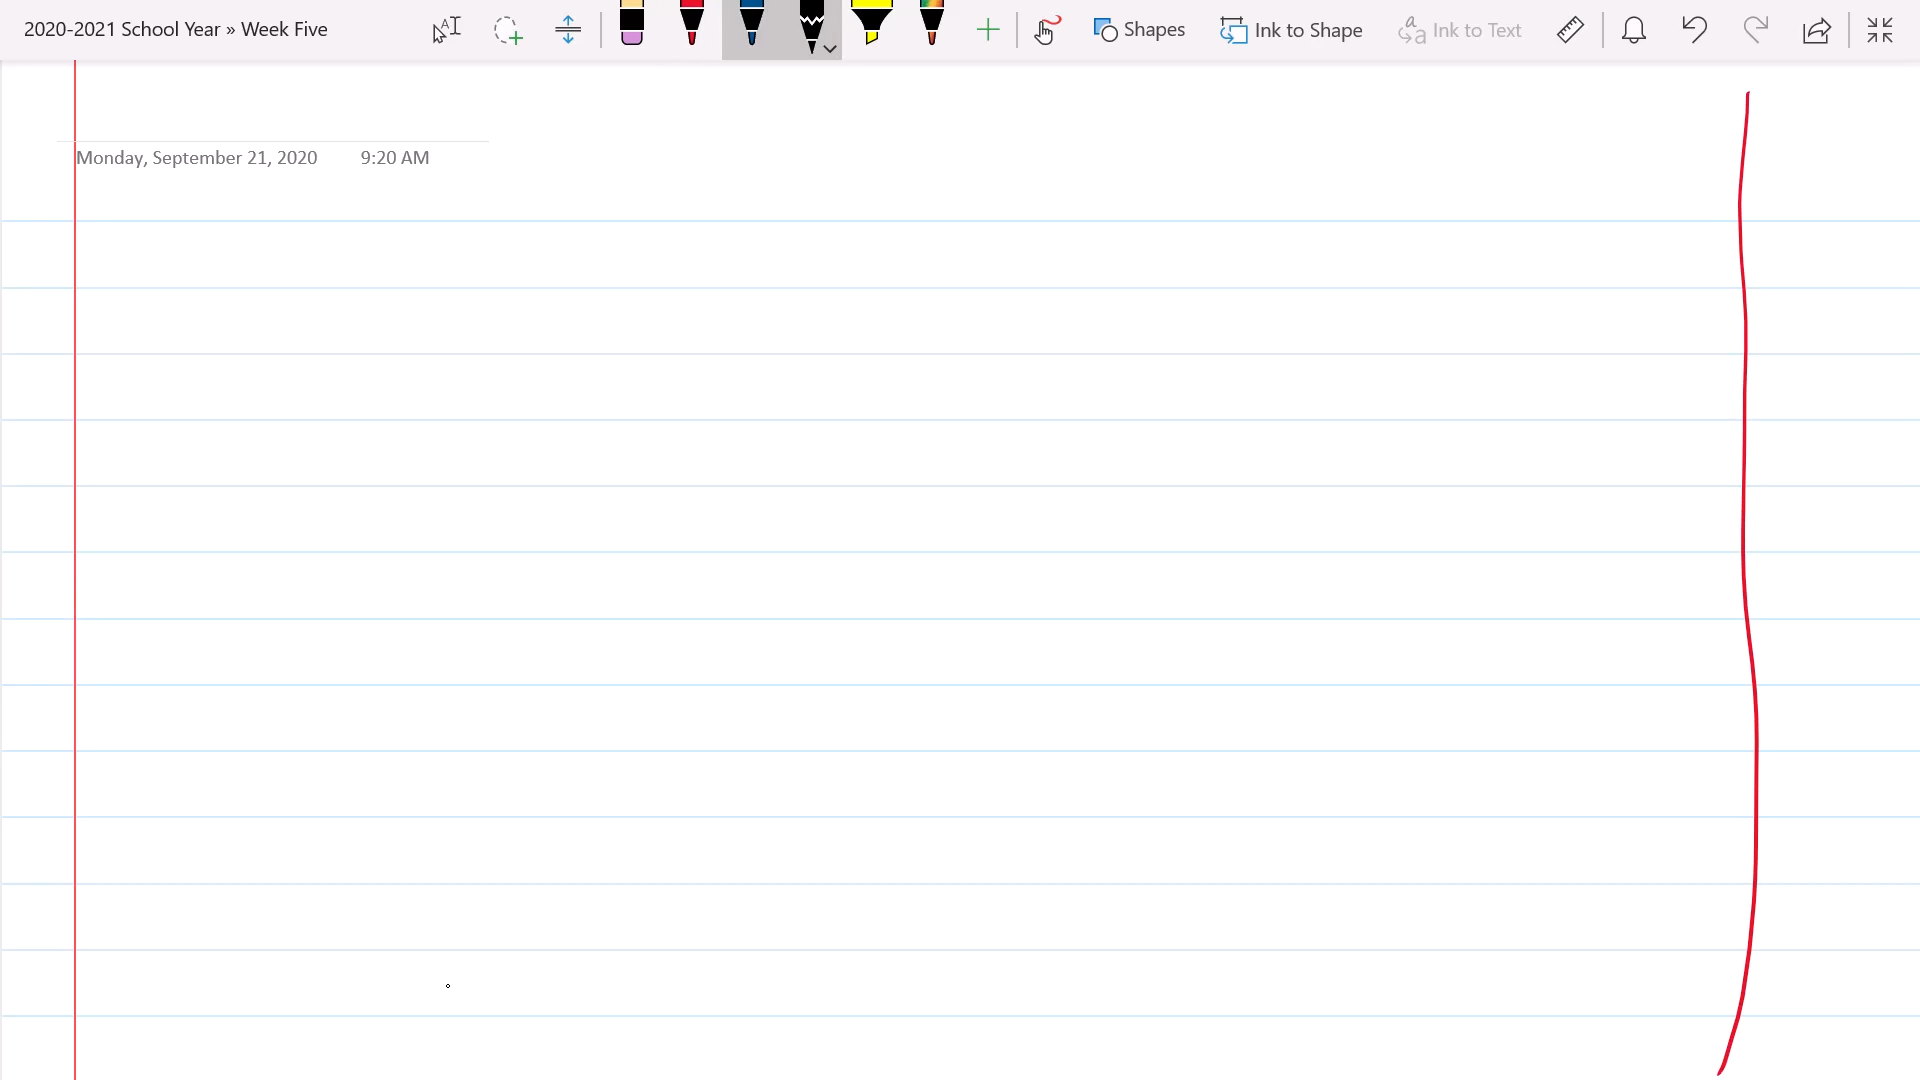 2020-2021 School Year » Week Five
Shapes
Ink to Shape
Ink to Text
Monday, September 21, 2020 9:20 AM